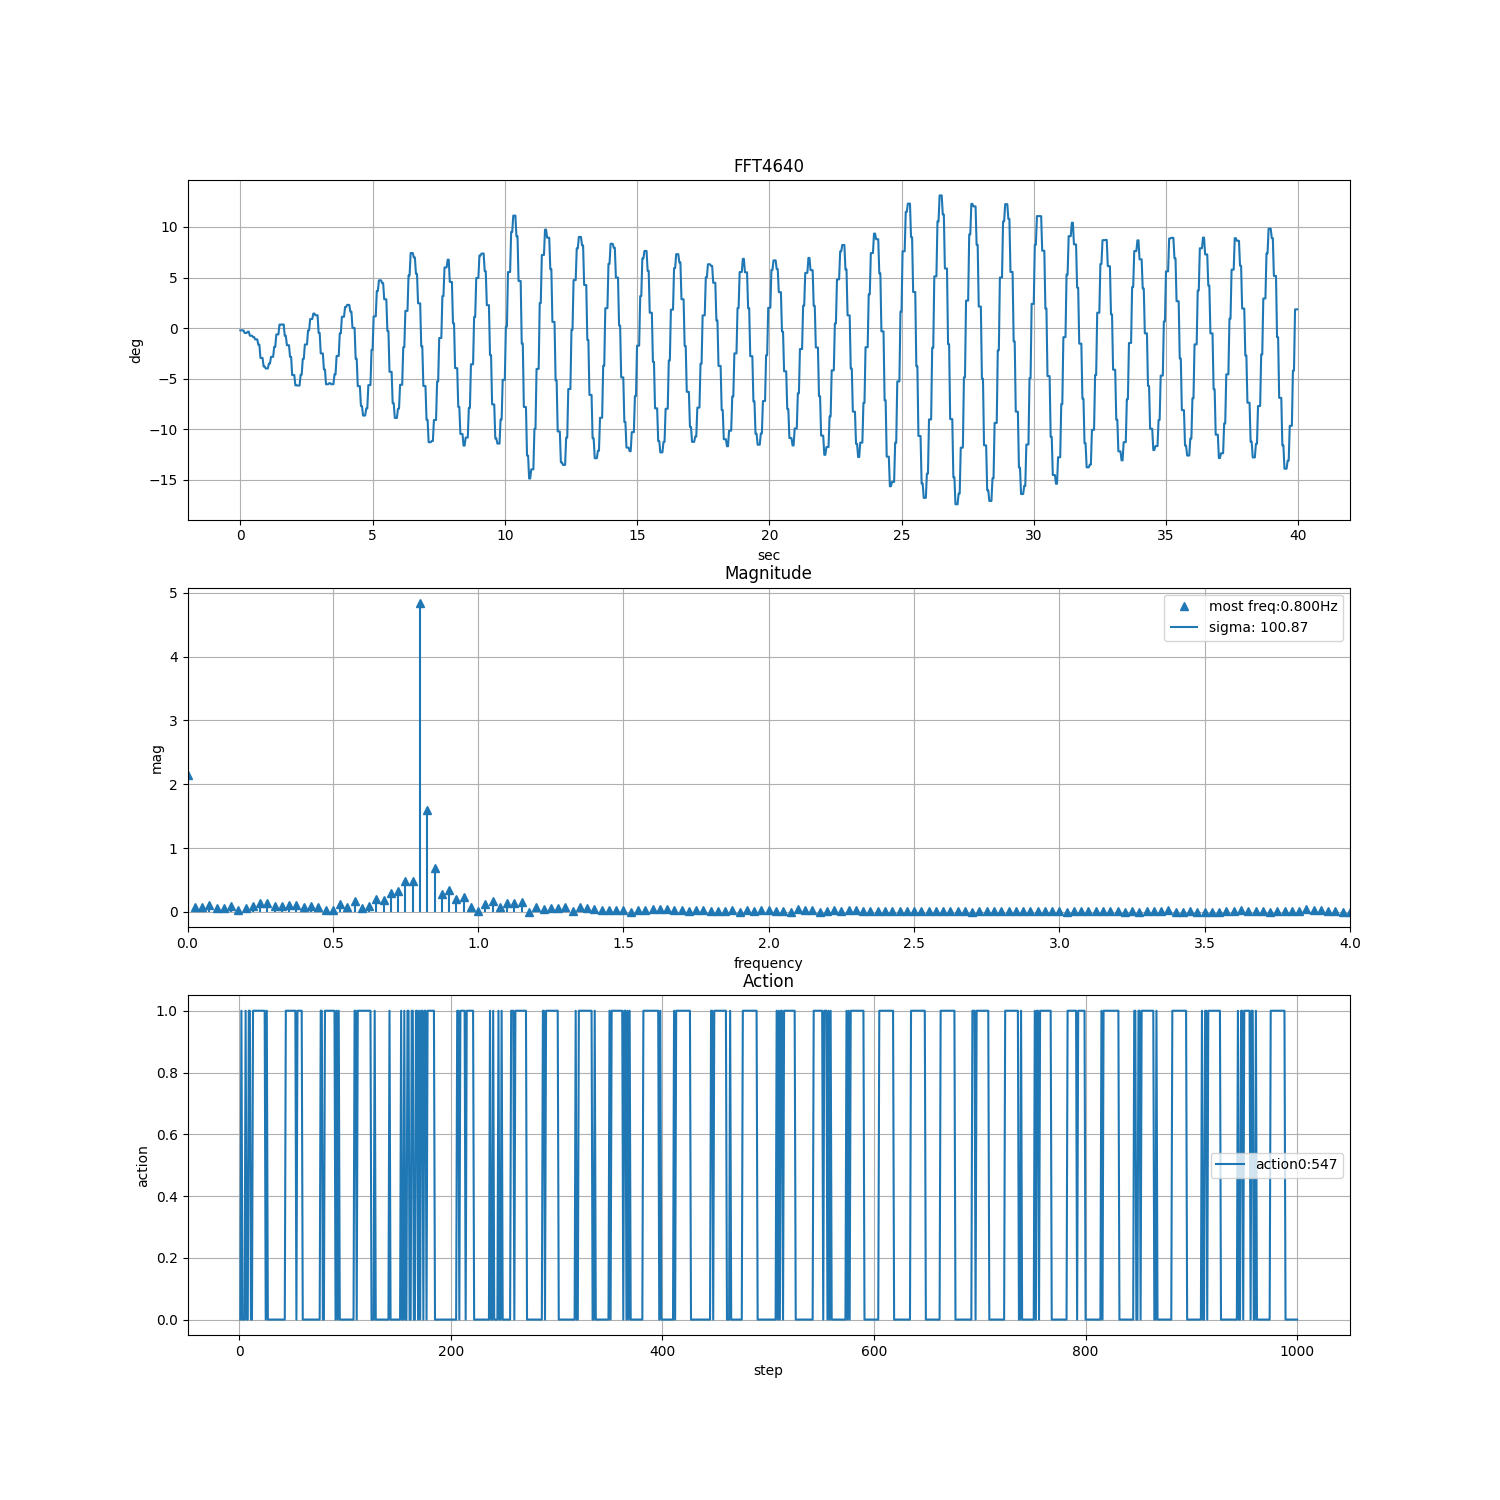 FFT4640
10
5
0
−5
−10
−15
deg
0 5 10 15 20 25 30 35 40
sec
Magnitude
5
4
3
2
1
0
mag
most freq:0.800Hz
sigma: 100.87
0.0 0.5 1.0 1.5 2.0 2.5 3.0 3.5 4.0
frequency
Action
1.0
0.8
0.6
0.4
0.2
0.0
action
action0:547
0 200 400 600 800 1000
step